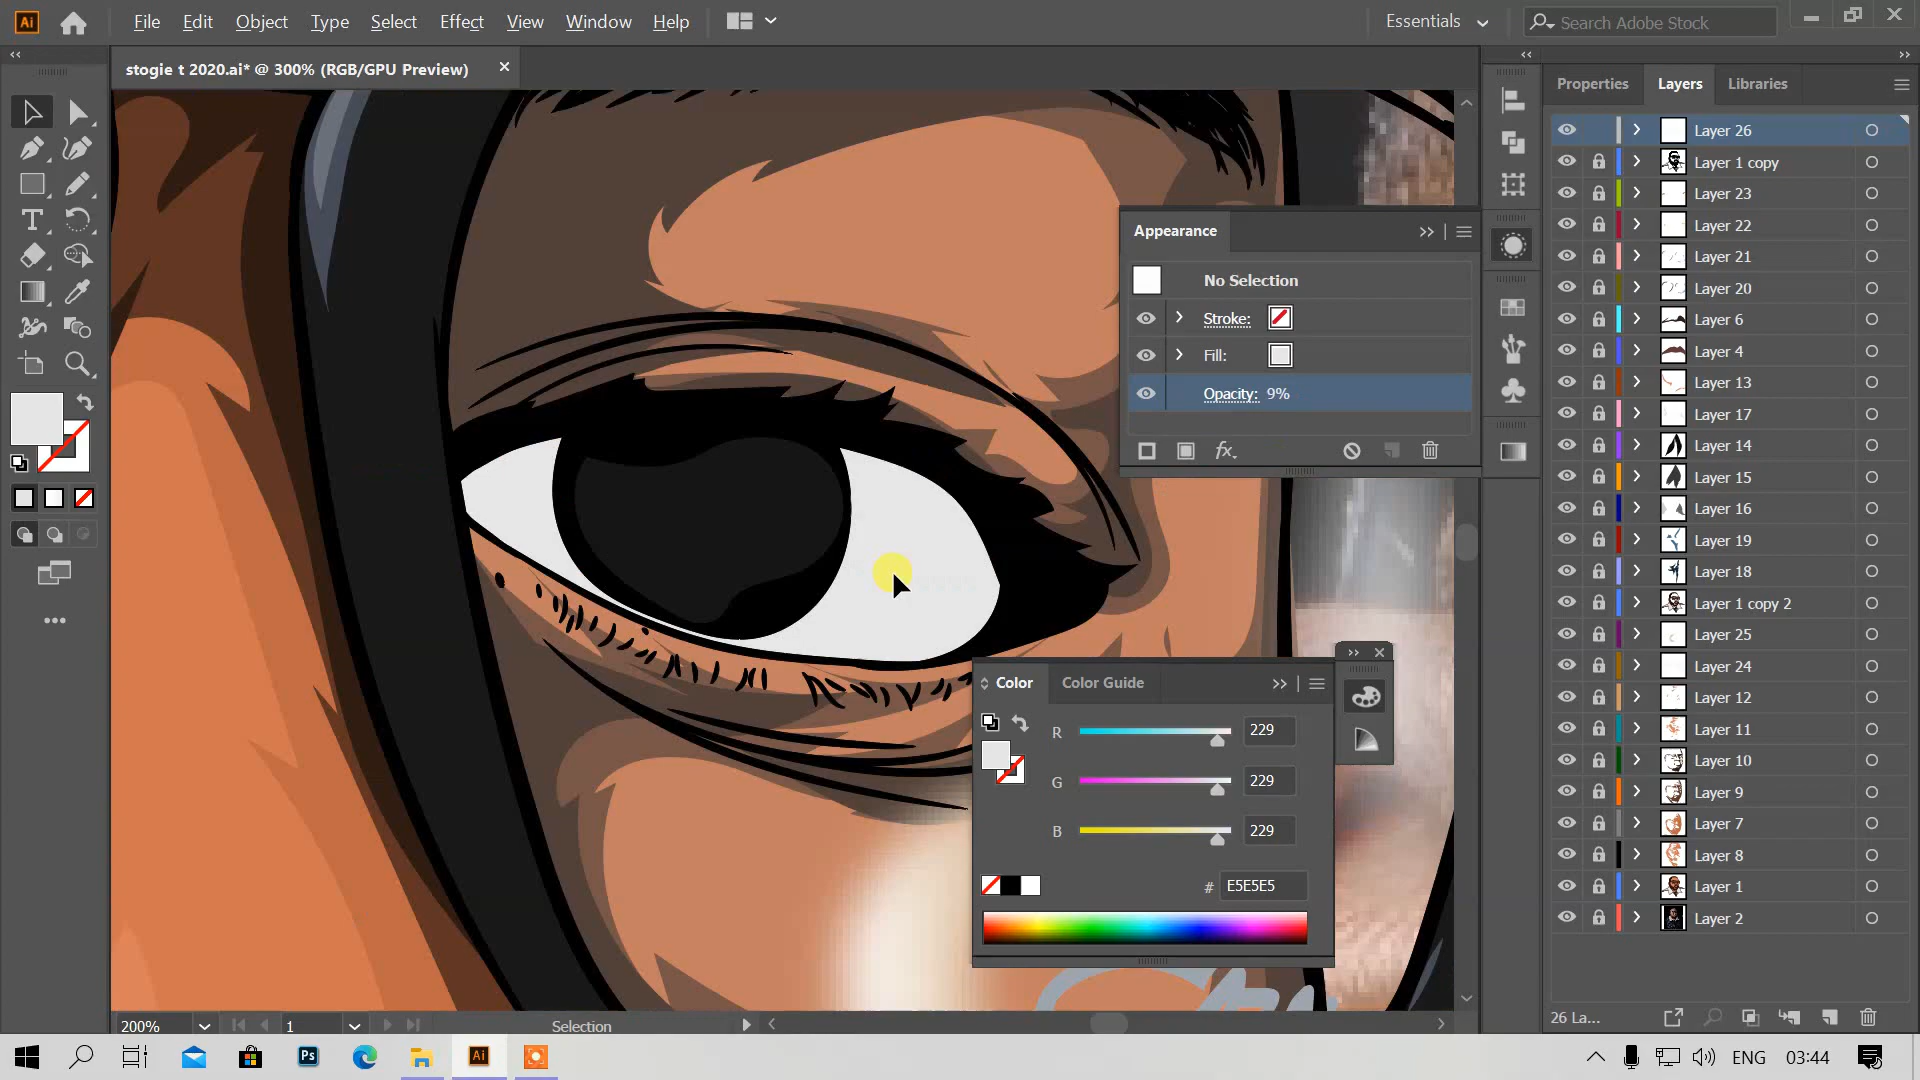 File Edit Object Type Select Effect View Window Help
Essentials
Search Adobe Stock
stogie t 2020.ai* @ 300% (RGB/GPU Preview)
Properties Layers Libraries
Layer 26
Layer 1 copy
Layer 23
Layer 22
Layer 21
Layer 20
Layer 6
Layer 4
Layer 13
Layer 17
Layer 14
Layer 15
Layer 16
Layer 19
Layer 18
Layer 1 copy 2
Layer 25
Layer 24
Layer 12
Layer 11
Layer 10
Layer 9
Layer 7
Layer 8
Layer 1
Layer 2
26 La...
Appearance
No Selection
Stroke:
Fill:
Opacity: 9%
fx
Color Color Guide
R 229
G 229
B 229
# E5E5E5
200% 1 Selection
Ps Ai ENG 03:44